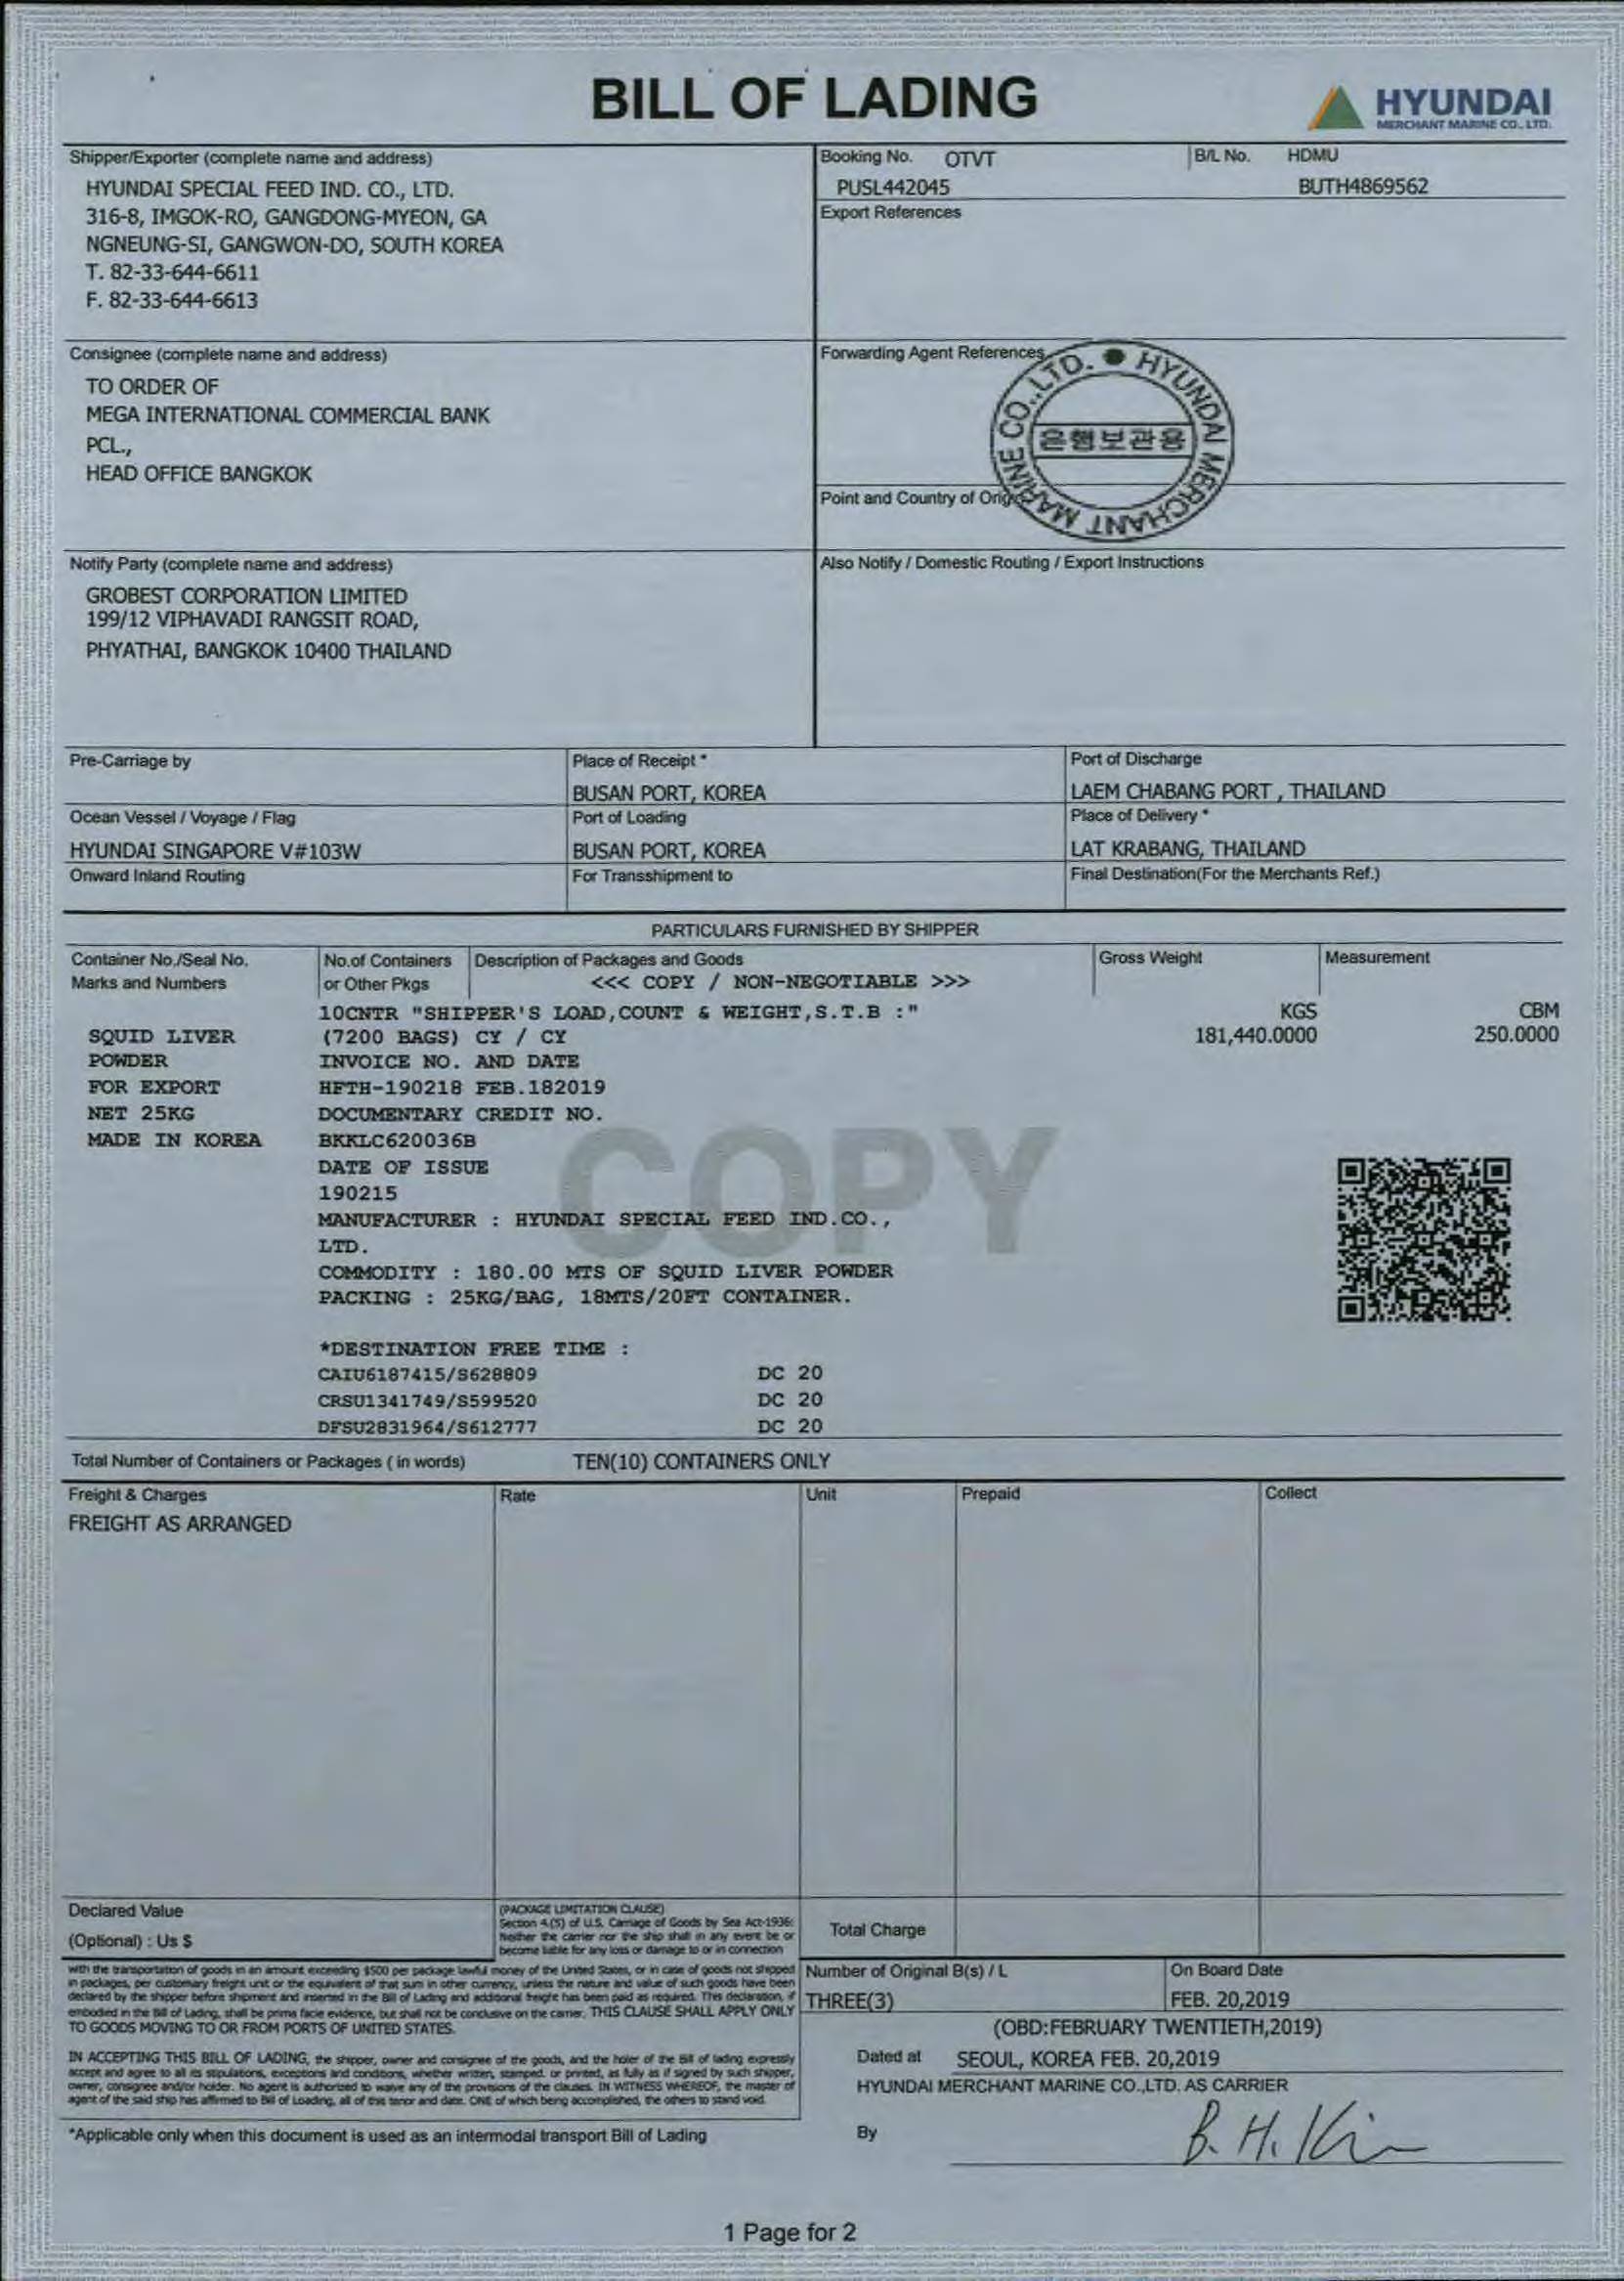 BILL OF LADING
HYUNDAI
MERCHANT MARINE CO., LTD.
Shipper/Exporter (complete name and address)
HYUNDAI SPECIAL FEED IND. CO., LTD.
316-8, IMGOK-RO, GANGDONG-MYEON, GA
NGNEUNG-SI, GANGWON-DO, SOUTH KOREA
T. 82-33-644-6611
F. 82-33-644-6613
Booking No. OTVT
PUSL442045
B/L No. HDMU
BUTH4869562
Export References
Consignee (complete name and address)
TO ORDER OF
MEGA INTERNATIONAL COMMERCIAL BANK
PCL.,
HEAD OFFICE BANGKOK
Forwarding Agent References
HYUNDAI MERCHANT MARINE CO.,LTD.
은행보관용
Point and Country of Origin
Notify Party (complete name and address)
GROBEST CORPORATION LIMITED
199/12 VIPHAVADI RANGSIT ROAD,
PHYATHAI, BANGKOK 10400 THAILAND
Also Notify / Domestic Routing / Export Instructions
Pre-Carriage by
Place of Receipt *
BUSAN PORT, KOREA
Port of Discharge
LAEM CHABANG PORT , THAILAND
Ocean Vessel / Voyage / Flag
HYUNDAI SINGAPORE V#103W
Port of Loading
BUSAN PORT, KOREA
Place of Delivery *
LAT KRABANG, THAILAND
Onward Inland Routing
For Transshipment to
Final Destination(For the Merchants Ref.)
PARTICULARS FURNISHED BY SHIPPER
Container No./Seal No.
Marks and Numbers
No.of Containers
or Other Pkgs
Description of Packages and Goods
<<< COPY / NON-NEGOTIABLE >>>
Gross Weight
Measurement
10CNTR "SHIPPER'S LOAD,COUNT & WEIGHT,S.T.B :"
KGS
CBM
SQUID LIVER
(7200 BAGS) CY / CY
181,440.0000
250.0000
POWDER
INVOICE NO. AND DATE
FOR EXPORT
HFTH-190218 FEB.182019
NET 25KG
DOCUMENTARY CREDIT NO.
MADE IN KOREA
BKKLC620036B
DATE OF ISSUE
190215
MANUFACTURER : HYUNDAI SPECIAL FEED IND.CO.,
LTD.
COMMODITY : 180.00 MTS OF SQUID LIVER POWDER
PACKING : 25KG/BAG, 18MTS/20FT CONTAINER.
COPY
*DESTINATION FREE TIME :
CAIU6187415/S628809 DC 20
CRSU1341749/S599520 DC 20
DFSU2831964/S612777 DC 20
Total Number of Containers or Packages ( in words) TEN(10) CONTAINERS ONLY
Freight & Charges
Rate
Unit
Prepaid
Collect
FREIGHT AS ARRANGED
Declared Value
(Optional) : Us $
(PACKAGE LIMITATION CLAUSE)
Section 4.(5) of U.S. Carriage of Goods by Sea Act-1936:
Neither the carrier nor the ship shall in any event be or
become liable for any loss or damage to or in connection
with the transportation of goods in an amount exceeding $500 per package lawful money of the United States, or in case of goods not shipped
in packages, per customary freight unit or the equivalent of that sum in other currency, unless the nature and value of such goods have been
declared by the shipper before shipment and inserted in the Bill of Lading and additional freight has been paid as required. This declaration, if
embodied in the Bill of Lading, shall be prima facie evidence, but shall not be conclusive on the carrier. THIS CLAUSE SHALL APPLY ONLY
TO GOODS MOVING TO OR FROM PORTS OF UNITED STATES.
IN ACCEPTING THIS BILL OF LADING, the shipper, owner and consignee of the goods, and the holer of the Bill of lading expressly
accept and agree to all its stipulations, exceptions and conditions, whether written, stamped, or printed, as fully as if signed by such shipper,
owner, consignee and/or holder. No agent is authorized to waive any of the provisions of the clauses. IN WITNESS WHEREOF, the master of
agent of the said ship has affirmed to Bill of Loading, all of this tenor and date. ONE of which being accomplished, the others to stand void.
*Applicable only when this document is used as an intermodal transport Bill of Lading
Total Charge
Number of Original B(s) / L
THREE(3)
On Board Date
FEB. 20,2019
(OBD:FEBRUARY TWENTIETH,2019)
Dated at SEOUL, KOREA FEB. 20,2019
HYUNDAI MERCHANT MARINE CO.,LTD. AS CARRIER
By B. H. Kim
1 Page for 2